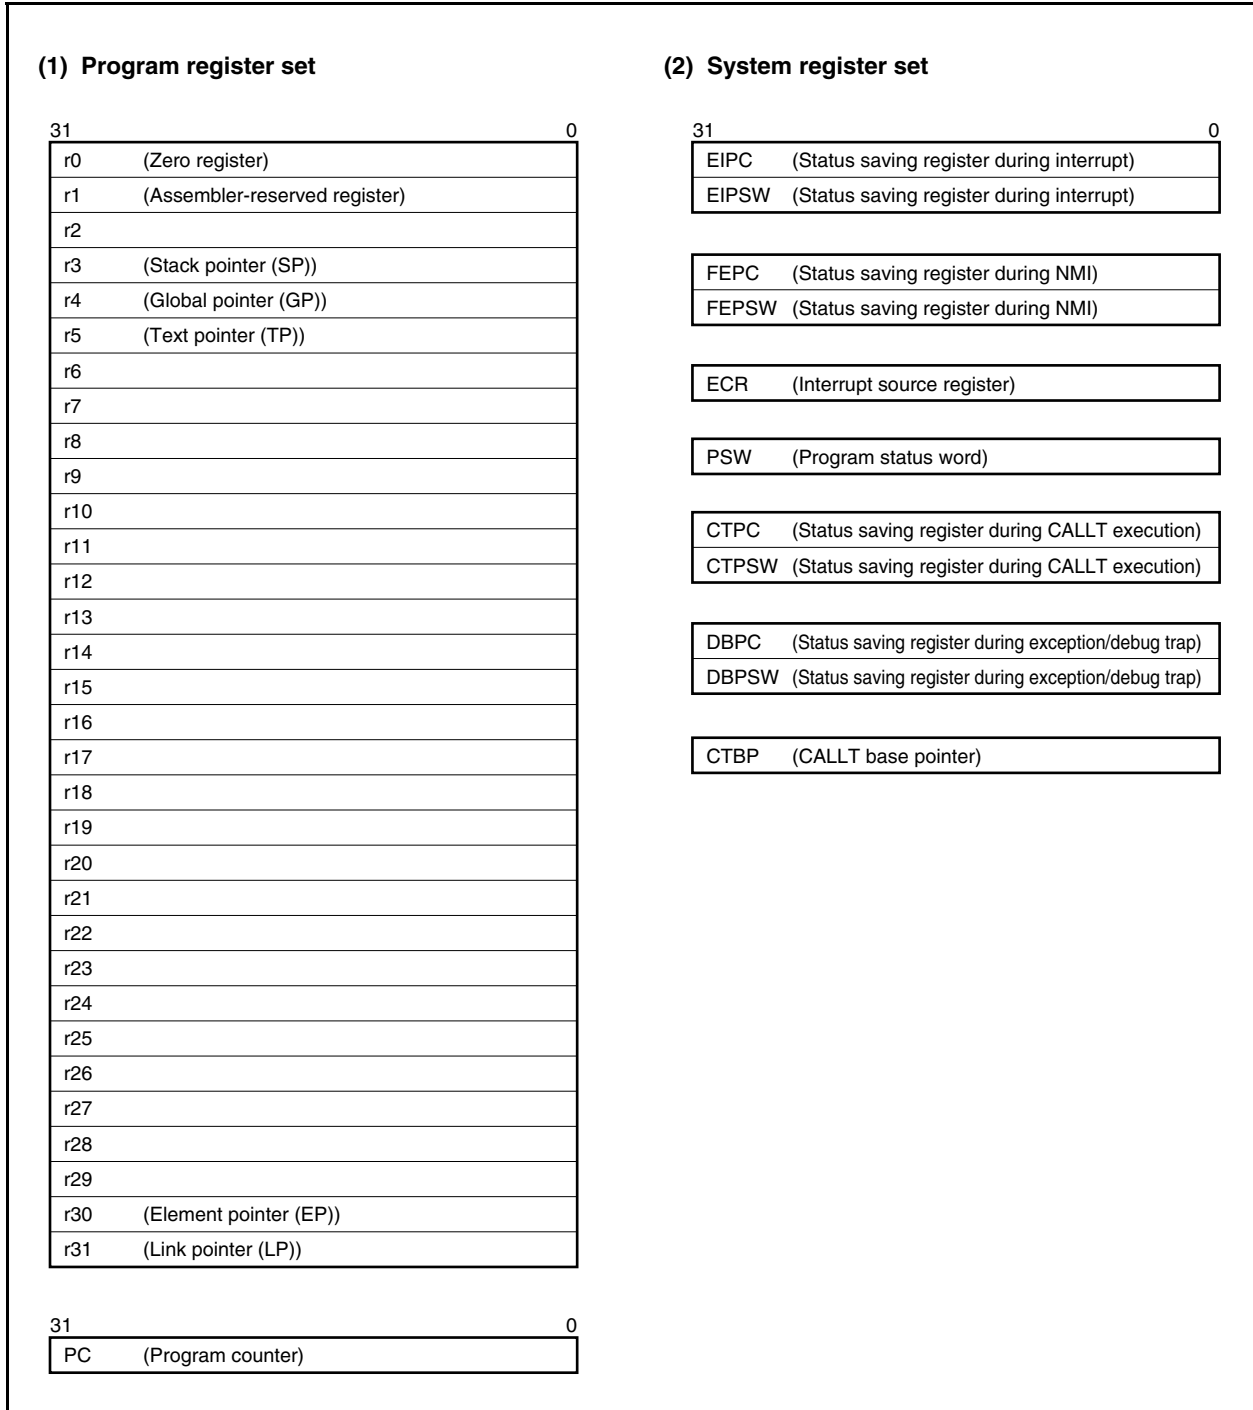 (1) Program register set
31 0
r0 (Zero register)
r1 (Assembler-reserved register)
r2
r3 (Stack pointer (SP))
r4 (Global pointer (GP))
r5 (Text pointer (TP))
r6
r7
r8
r9
r10
r11
r12
r13
r14
r15
r16
r17
r18
r19
r20
r21
r22
r23
r24
r25
r26
r27
r28
r29
r30 (Element pointer (EP))
r31 (Link pointer (LP))
31 0
PC (Program counter)
(2) System register set
31 0
EIPC (Status saving register during interrupt)
EIPSW (Status saving register during interrupt)
FEPC (Status saving register during NMI)
FEPSW (Status saving register during NMI)
ECR (Interrupt source register)
PSW (Program status word)
CTPC (Status saving register during CALLT execution)
CTPSW (Status saving register during CALLT execution)
DBPC (Status saving register during exception/debug trap)
DBPSW (Status saving register during exception/debug trap)
CTBP (CALLT base pointer)